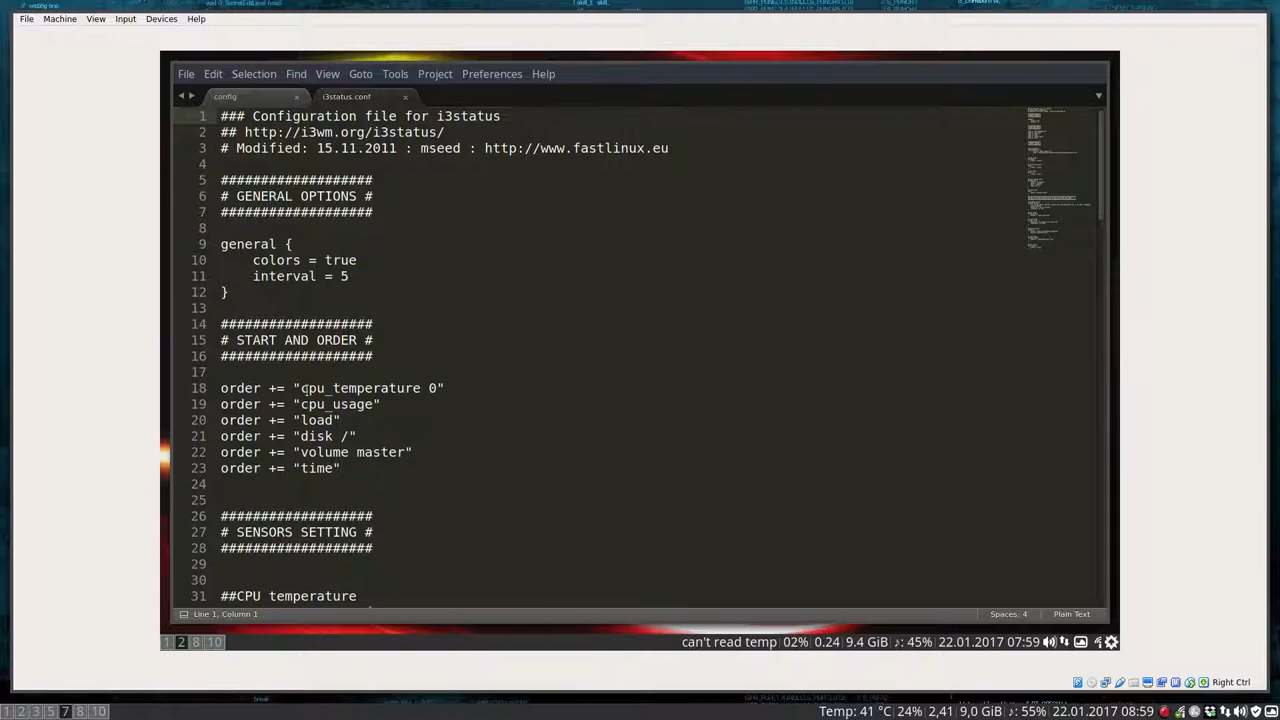 File Machine View Input Devices Help
File Edit Selection Find View Goto Tools Project Preferences Help
config × i3status.conf ×
1 ### Configuration file for i3status
2 ## http://i3wm.org/i3status/
3 # Modified: 15.11.2011 : mseed : http://www.fastlinux.eu
4
5 ###################
6 # GENERAL OPTIONS #
7 ###################
8
9 general {
10 colors = true
11 interval = 5
12 }
13
14 ###################
15 # START AND ORDER #
16 ###################
17
18 order += "cpu_temperature 0"
19 order += "cpu_usage"
20 order += "load"
21 order += "disk /"
22 order += "volume master"
23 order += "time"
24
25
26 ###################
27 # SENSORS SETTING #
28 ###################
29
30
31 ##CPU temperature
Line 1, Column 1 Spaces: 4 Plain Text
1 2 8 10 can't read temp 02% 0.24 9.4 GiB ♪: 45% 22.01.2017 07:59
Right Ctrl
1 2 3 5 7 8 10 Temp: 41 °C 24% 2,41 9,0 GiB ♪: 55% 22.01.2017 08:59